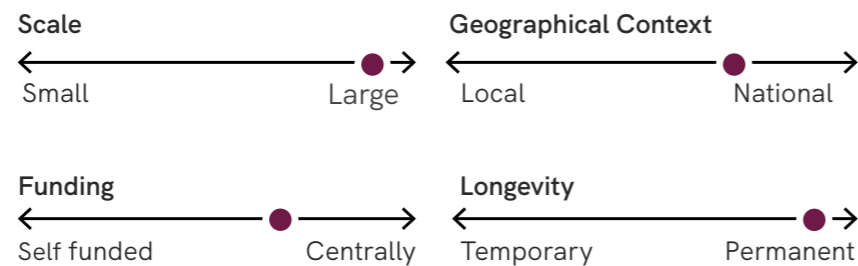 Scale
Small Large
Geographical Context
Local National
Funding
Self funded Centrally
Longevity
Temporary Permanent